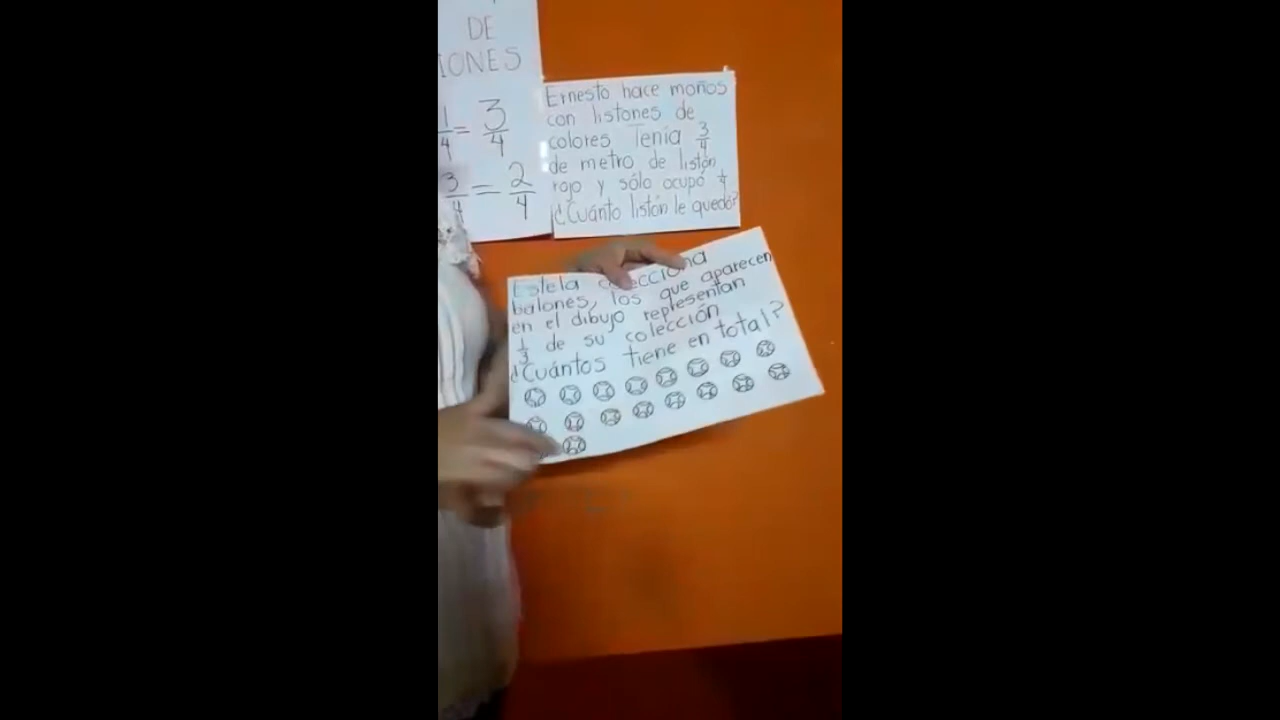 DE
IONES
1/4 = 3/4
3/4 = 2/4
Ernesto hace moños
con listones de
colores Tenía 3/4
de metro de listón
rojo y sólo ocupó 1/4
¿Cuánto listón le quedó?
Estela colecciona
balones, los que aparecen
en el dibujo representan
1/3 de su colección
¿Cuántos tiene en total?